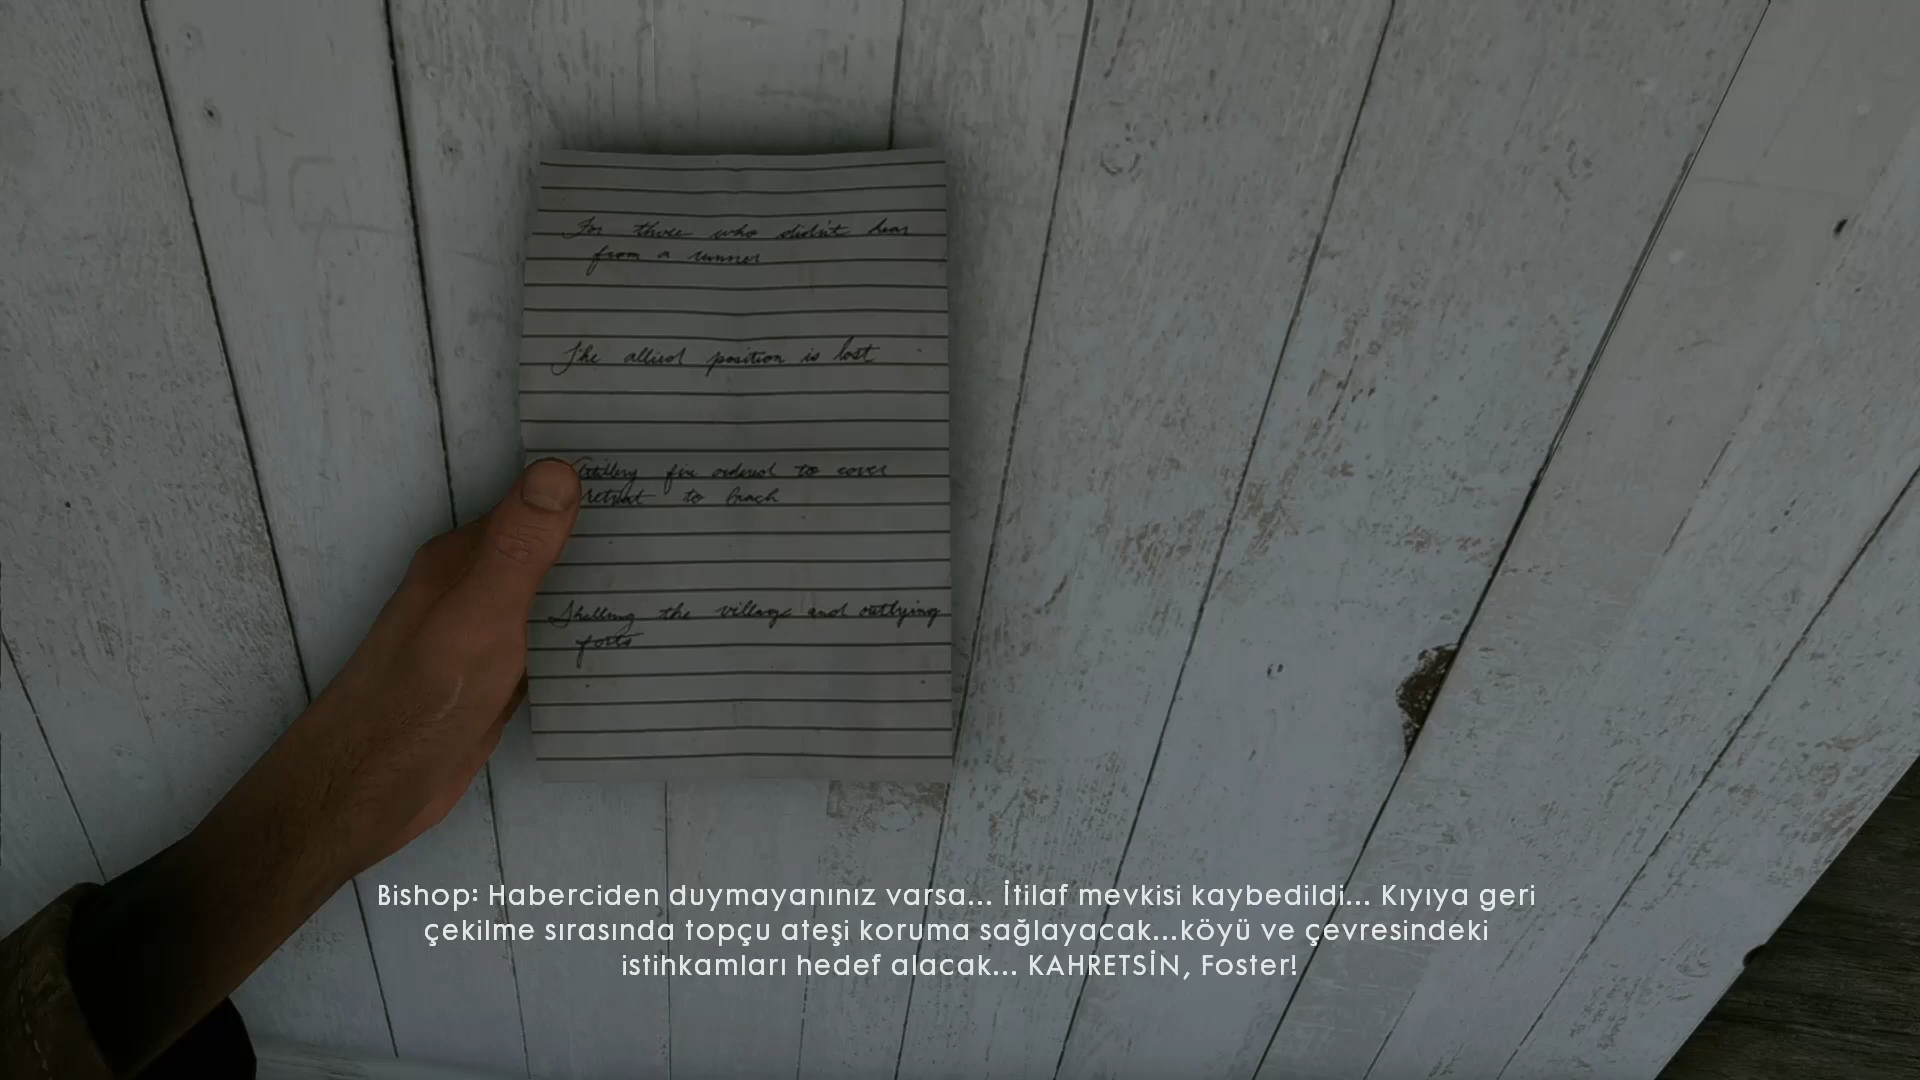 For those who didn't hear
from a runner
The allied position is lost
Artillery fire ordered to cover
retreat to beach
Shelling the village and outlying
forts
Bishop: Haberciden duymayanınız varsa... İtilaf mevkisi kaybedildi... Kıyıya geri
çekilme sırasında topçu ateşi koruma sağlayacak...köyü ve çevresindeki
istihkamları hedef alacak... KAHRETSİN, Foster!